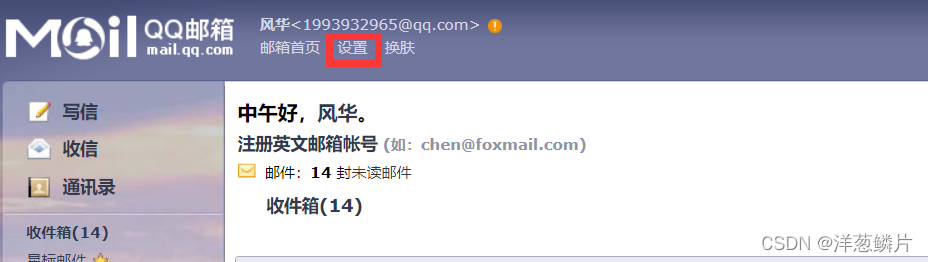 MOil QQ邮箱
mail.qq.com
风华<1993932965@qq.com>
邮箱首页 设置 - 换肤
写信
收信
通讯录
收件箱(14)
星标邮件
中午好，风华。
注册英文邮箱帐号 (如：chen@foxmail.com)
邮件：14 封未读邮件
收件箱(14)
CSDN @洋葱鳞片